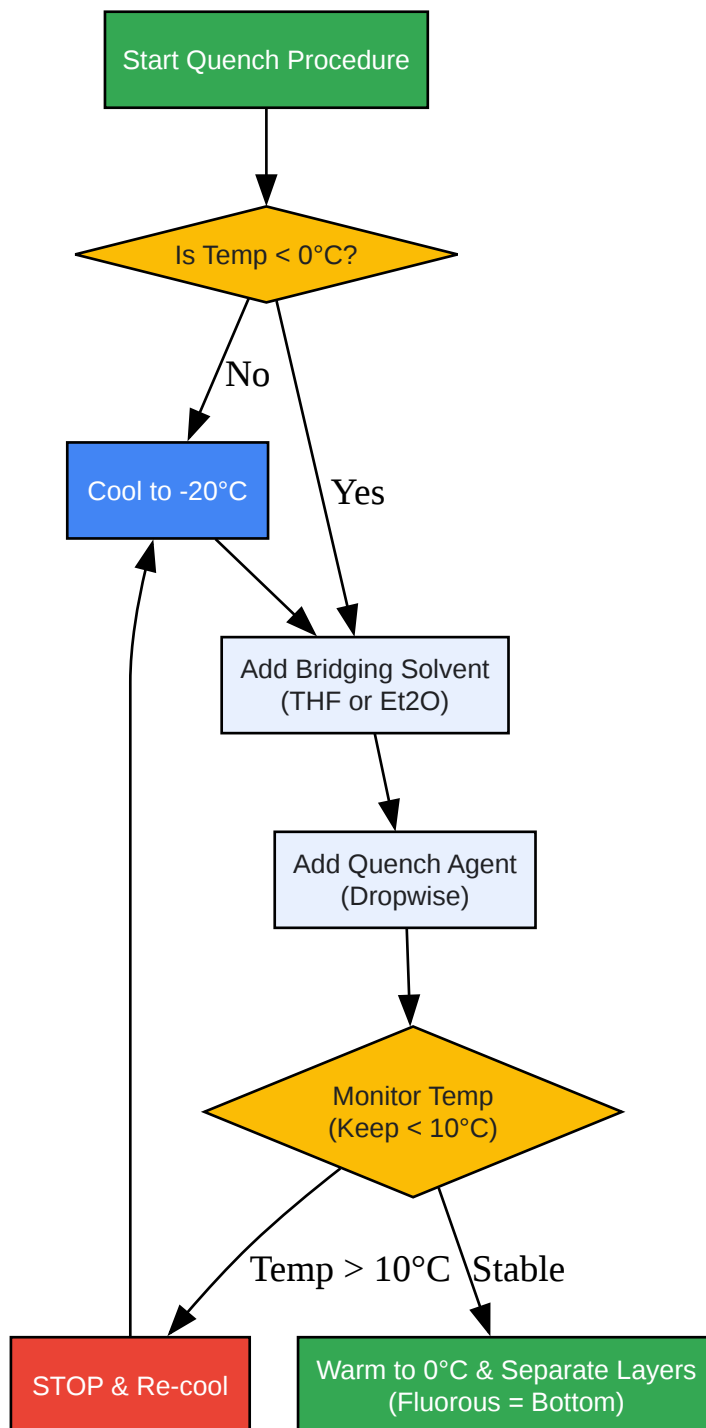 Start Quench Procedure
Is Temp < 0°C?
No
Cool to -20°C
Yes
Add Bridging Solvent
(THF or Et2O)
Add Quench Agent
(Dropwise)
Monitor Temp
(Keep < 10°C)
Temp > 10°C
Stable
STOP & Re-cool
Warm to 0°C & Separate Layers
(Fluorous = Bottom)